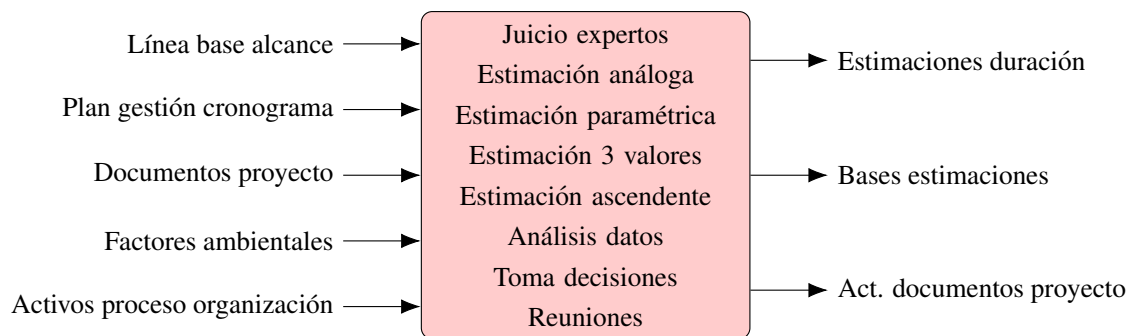 Línea base alcance
Plan gestión cronograma
Documentos proyecto
Factores ambientales
Activos proceso organización
Juicio expertos
Estimación análoga
Estimación paramétrica
Estimación 3 valores
Estimación ascendente
Análisis datos
Toma decisiones
Reuniones
Estimaciones duración
Bases estimaciones
Act. documentos proyecto